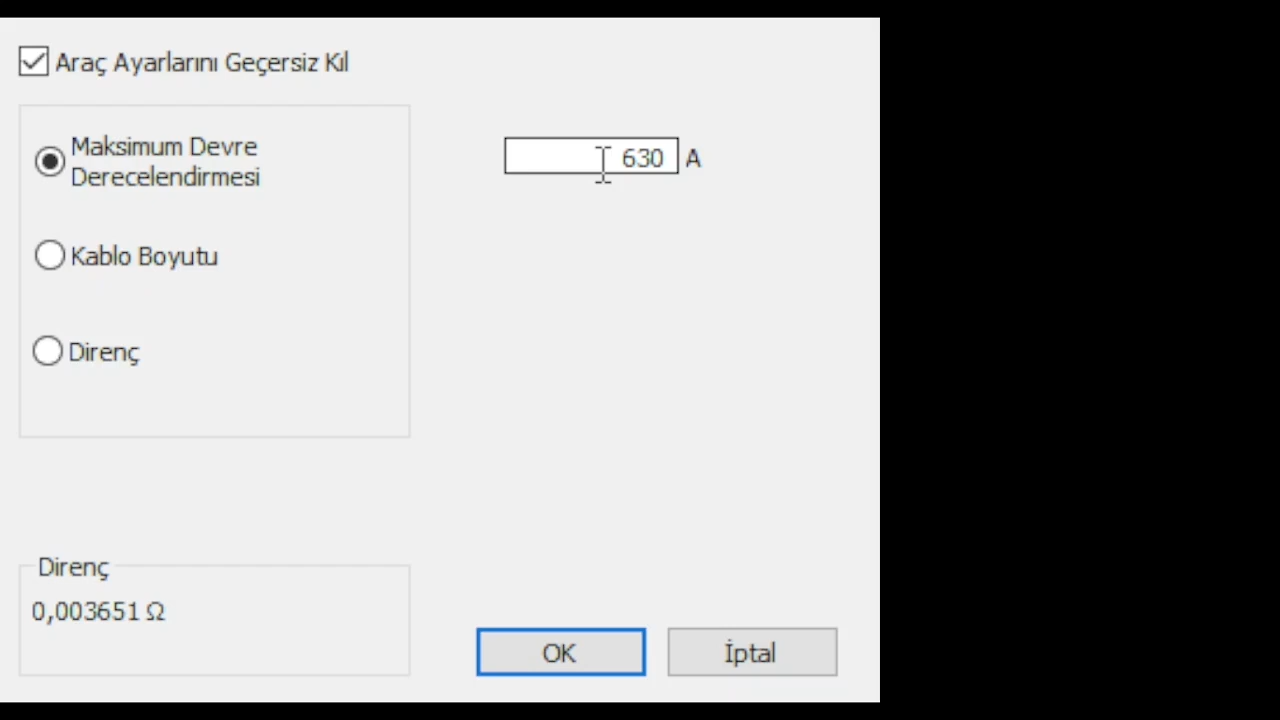 Araç Ayarlarını Geçersiz Kıl
Maksimum Devre
Derecelendirmesi
630 A
Kablo Boyutu
Direnç
Direnç
0,003651 Ω
OK
İptal